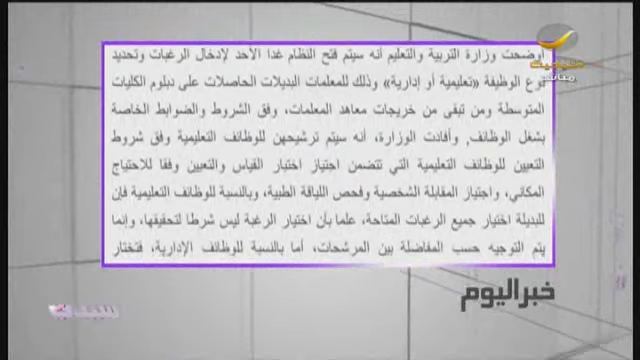 أوضحت وزارة التربية والتعليم أنه سيتم فتح النظام غدا الأحد لإدخال الرغبات وتحديد
نوع الوظيفة «تعليمية أو إدارية» وذلك للمعلمات البديلات الحاصلات على دبلوم الكليات
المتوسطة ومن تبقى من خريجات معاهد المعلمات، وفق الشروط والضوابط الخاصة
بشغل الوظائف, وأفادت الوزارة، أنه سيتم ترشيحهن للوظائف التعليمية وفق شروط
التعيين للوظائف التعليمية التي تتضمن اجتياز اختبار القياس والتعيين وفقا للاحتياج
المكاني، واجتياز المقابلة الشخصية وفحص اللياقة الطبية، وبالنسبة للوظائف التعليمية فإن
للبديلة اختيار جميع الرغبات المتاحة، علما بأن اختيار الرغبة ليس شرطا لتحقيقها، وإنما
يتم التوجيه حسب المفاضلة بين المرشحات، أما بالنسبة للوظائف الإدارية، فتختار
مباشر
خبر اليوم